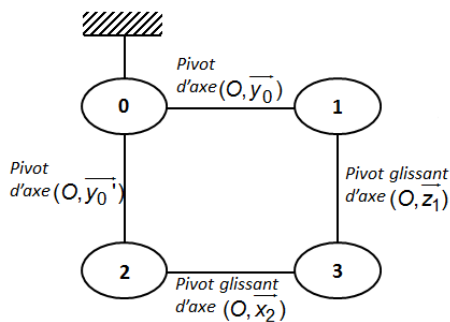 Pivot
d'axe (O, y₀)
0
1
Pivot
d'axe (O, y₀')
Pivot glissant
d'axe (O, z₁)
2
3
Pivot glissant
d'axe (O, x₂)